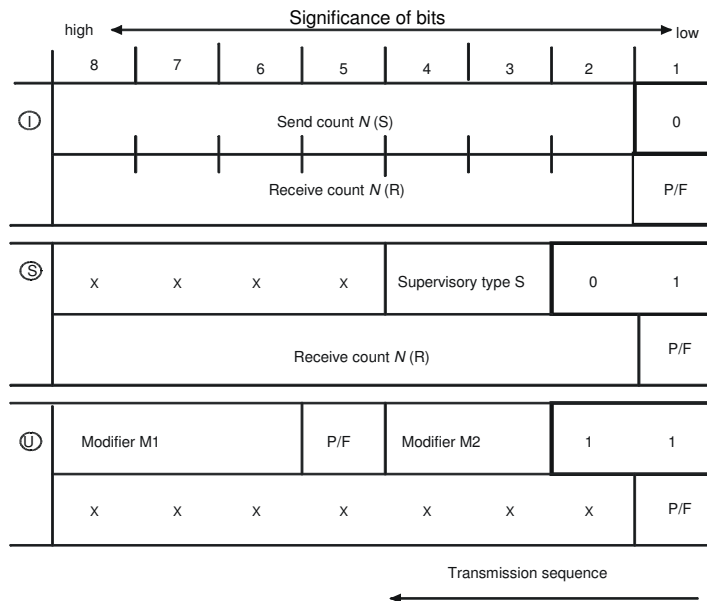 Significance of bits
high low
8 7 6 5 4 3 2 1
I Send count N (S) 0
Receive count N (R) P/F
S X X X X Supervisory type S 0 1
Receive count N (R) P/F
U Modifier M1 P/F Modifier M2 1 1
X X X X X X X P/F
Transmission sequence